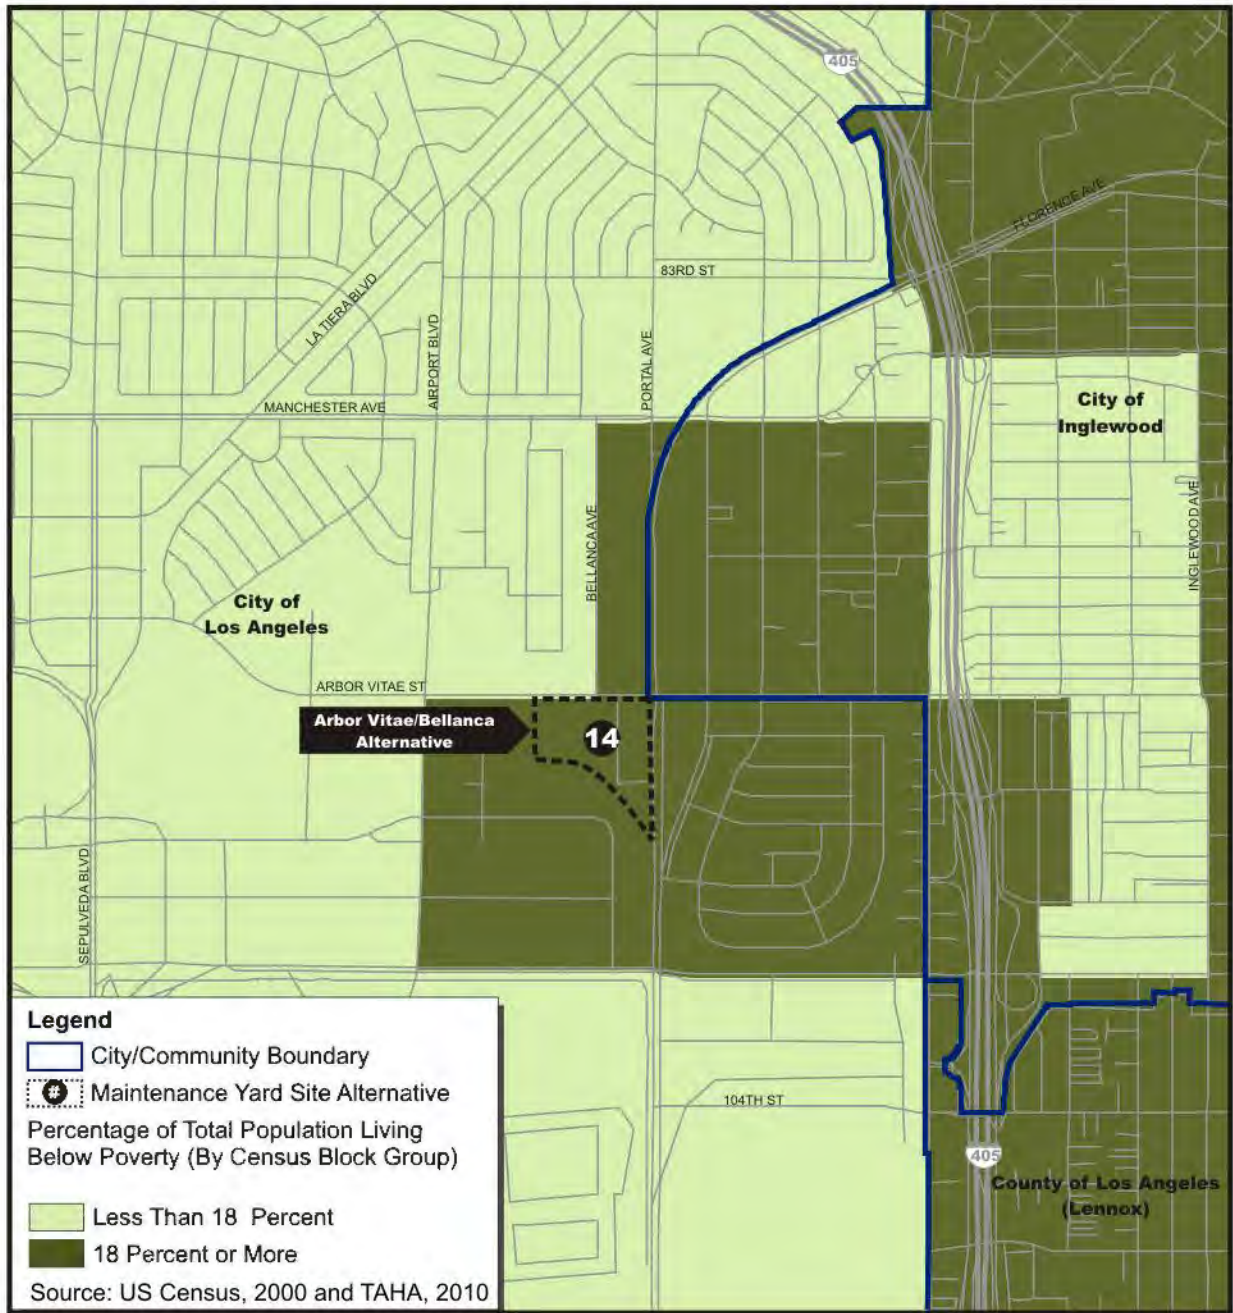 405
FLORENCE AVE
83RD ST
LA TIERA BLVD
AIRPORT BLVD
PORTAL AVE
MANCHESTER AVE
City of
Inglewood
BELLANCA AVE
INGLEWOOD AVE
City of
Los Angeles
ARBOR VITAE ST
Arbor Vitae/Bellanca
Alternative
14
SEPULVEDA BLVD
104TH ST
405
County of Los Angeles
(Lennox)
Legend
City/Community Boundary
# Maintenance Yard Site Alternative
Percentage of Total Population Living
Below Poverty (By Census Block Group)
Less Than 18 Percent
18 Percent or More
Source: US Census, 2000 and TAHA, 2010